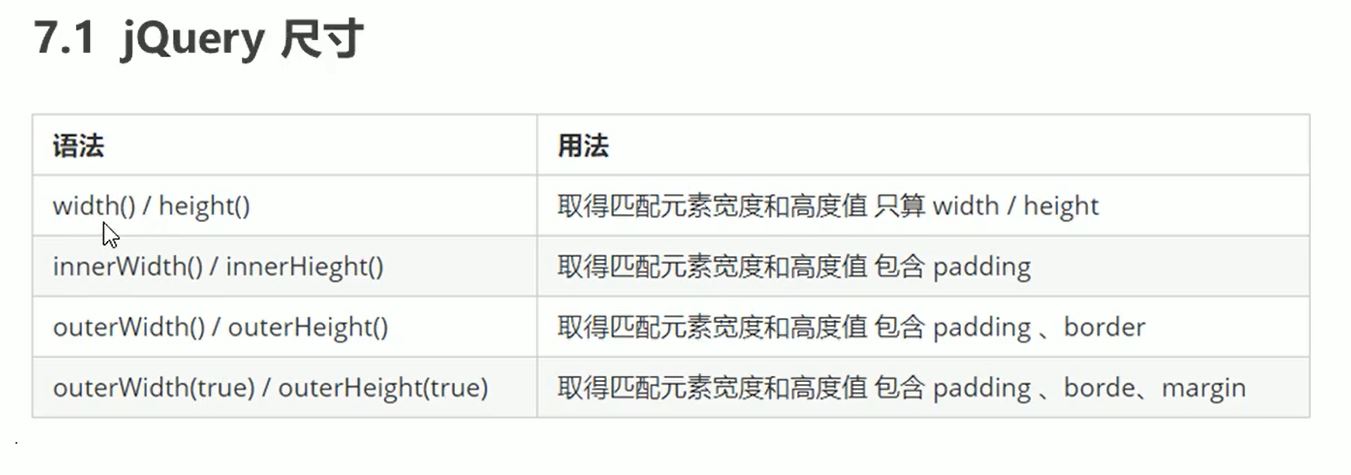 7.1 jQuery 尺寸
语法 用法
width() / height() 取得匹配元素宽度和高度值 只算 width / height
innerWidth() / innerHieght() 取得匹配元素宽度和高度值 包含 padding
outerWidth() / outerHeight() 取得匹配元素宽度和高度值 包含 padding 、border
outerWidth(true) / outerHeight(true) 取得匹配元素宽度和高度值 包含 padding 、borde、margin